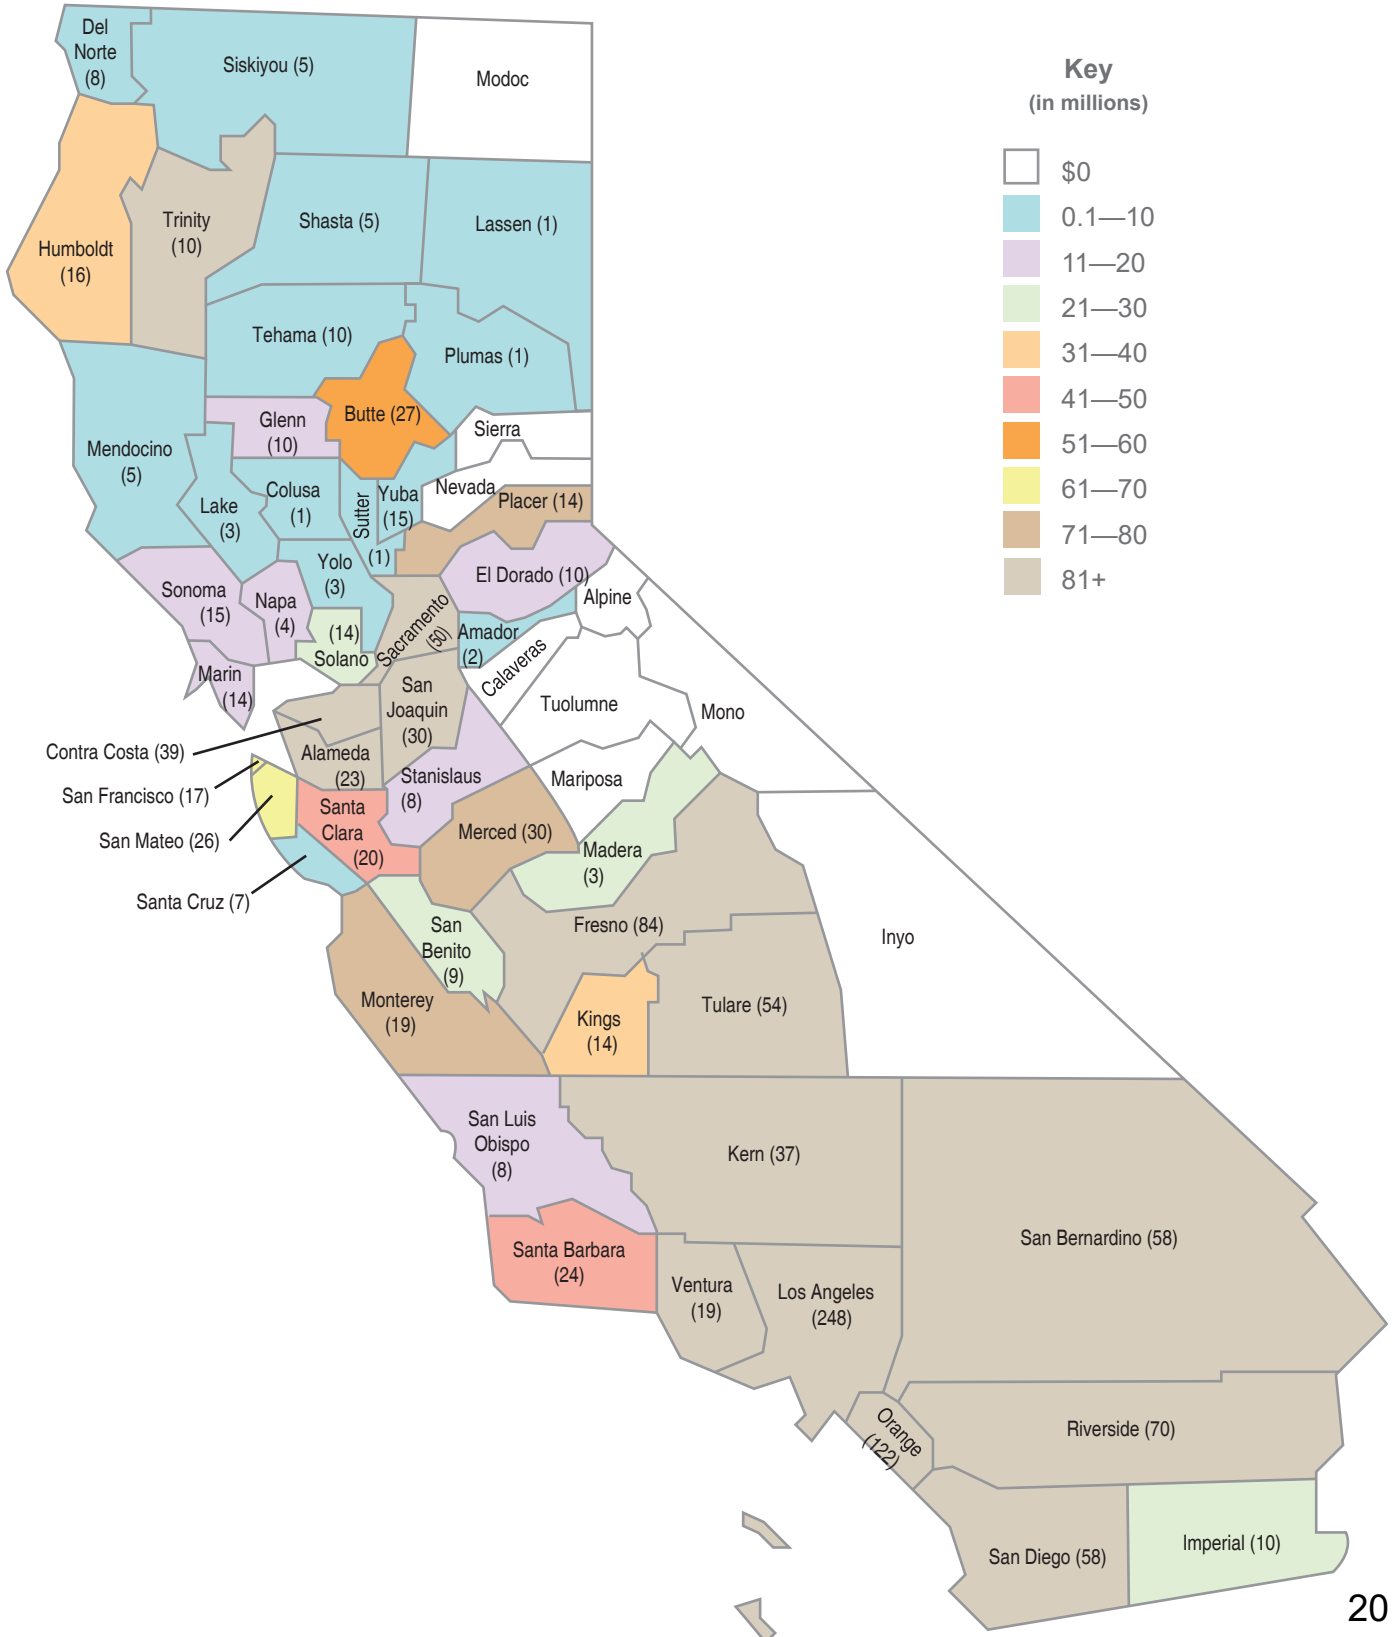 Del
Norte
(8)
Siskiyou (5)
Modoc
Key
(in millions)
$0
0.1—10
11—20
21—30
31—40
41—50
51—60
61—70
71—80
81+
Humboldt
(16)
Trinity
(10)
Shasta (5)
Lassen (1)
Tehama (10)
Plumas (1)
Mendocino
(5)
Glenn
(10)
Butte (27)
Sierra
Lake
(3)
Colusa
(1)
Sutter
(1)
Yuba
(15)
Nevada
Placer (14)
Sonoma
(15)
Napa
(4)
Yolo
(3)
(14)
Solano
Sacramento
(50)
El Dorado (10)
Amador
(2)
Alpine
Marin
(14)
Calaveras
Tuolumne
Mono
San
Joaquin
(30)
Contra Costa (39)
Alameda
(23)
Stanislaus
(8)
Mariposa
San Francisco (17)
San Mateo (26)
Santa
Clara
(20)
Merced (30)
Madera
(3)
Santa Cruz (7)
San
Benito
(9)
Fresno (84)
Inyo
Monterey
(19)
Kings
(14)
Tulare (54)
San Luis
Obispo
(8)
Kern (37)
San Bernardino (58)
Santa Barbara
(24)
Ventura
(19)
Los Angeles
(248)
Orange
(122)
Riverside (70)
San Diego (58)
Imperial (10)
20